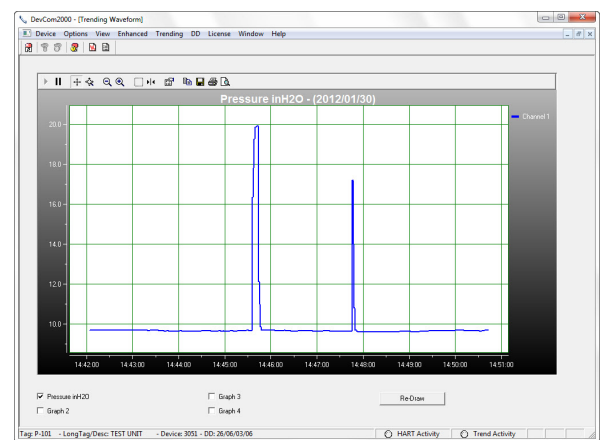 DevCom2000 - [Trending Waveform]
Device Options View Enhanced Trending DD License Window Help
Pressure inH2O - (2012/01/30)
Channel 1
20.0
18.0
16.0
14.0
12.0
10.0
14:42:00 14:43:00 14:44:00 14:45:00 14:46:00 14:47:00 14:48:00 14:49:00 14:50:00 14:51:00
Pressure inH2O Graph 3 Re-Draw
Graph 2 Graph 4
Tag: P-101 - LongTag/Desc: TEST UNIT - Device: 3051 - DD: 26/06/03/06 HART Activity Trend Activity